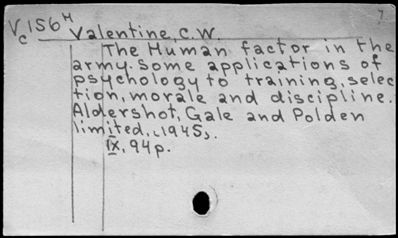 Vc156H Valentine, C.W. 7
The Human factor in the
army. Some applications of
psychology to training, selec
tion, morale and discipline.
Aldershot, Gale and Polden
limited, [1945].
IX, 94p.